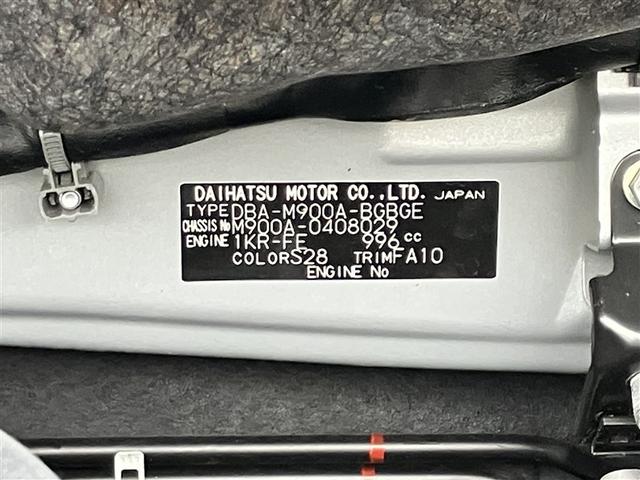 DAIHATSU MOTOR CO.,LTD. JAPAN
TYPE DBA-M900A-BGBGE
CHASSIS No M900A-0408029
ENGINE 1KR-FE 996 cc
COLOR S28 TRIM FA10
ENGINE No